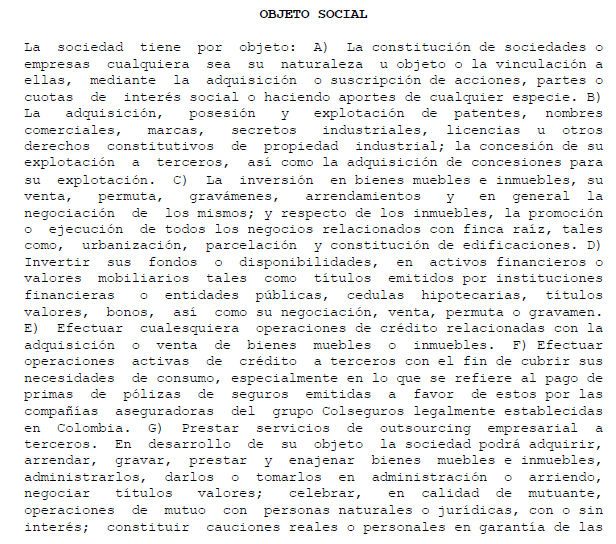 OBJETO SOCIAL
La sociedad tiene por objeto: A) La constitución de sociedades o
empresas cualquiera sea su naturaleza u objeto o la vinculación a
ellas, mediante la adquisición o suscripción de acciones, partes o
cuotas de interés social o haciendo aportes de cualquier especie. B)
La adquisición, posesión y explotación de patentes, nombres
comerciales, marcas, secretos industriales, licencias u otros
derechos constitutivos de propiedad industrial; la concesión de su
explotación a terceros, así como la adquisición de concesiones para
su explotación. C) La inversión en bienes muebles e inmuebles, su
venta, permuta, gravámenes, arrendamientos y en general la
negociación de los mismos; y respecto de los inmuebles, la promoción
o ejecución de todos los negocios relacionados con finca raíz, tales
como, urbanización, parcelación y constitución de edificaciones. D)
Invertir sus fondos o disponibilidades, en activos financieros o
valores mobiliarios tales como títulos emitidos por instituciones
financieras o entidades públicas, cedulas hipotecarias, títulos
valores, bonos, así como su negociación, venta, permuta o gravamen.
E) Efectuar cualesquiera operaciones de crédito relacionadas con la
adquisición o venta de bienes muebles o inmuebles. F) Efectuar
operaciones activas de crédito a terceros con el fin de cubrir sus
necesidades de consumo, especialmente en lo que se refiere al pago de
primas de pólizas de seguros emitidas a favor de estos por las
compañías aseguradoras del grupo Colseguros legalmente establecidas
en Colombia. G) Prestar servicios de outsourcing empresarial a
terceros. En desarrollo de su objeto la sociedad podrá adquirir,
arrendar, gravar, prestar y enajenar bienes muebles e inmuebles,
administrarlos, darlos o tomarlos en administración o arriendo,
negociar títulos valores; celebrar, en calidad de mutuante,
operaciones de mutuo con personas naturales o jurídicas, con o sin
interés; constituir cauciones reales o personales en garantía de las